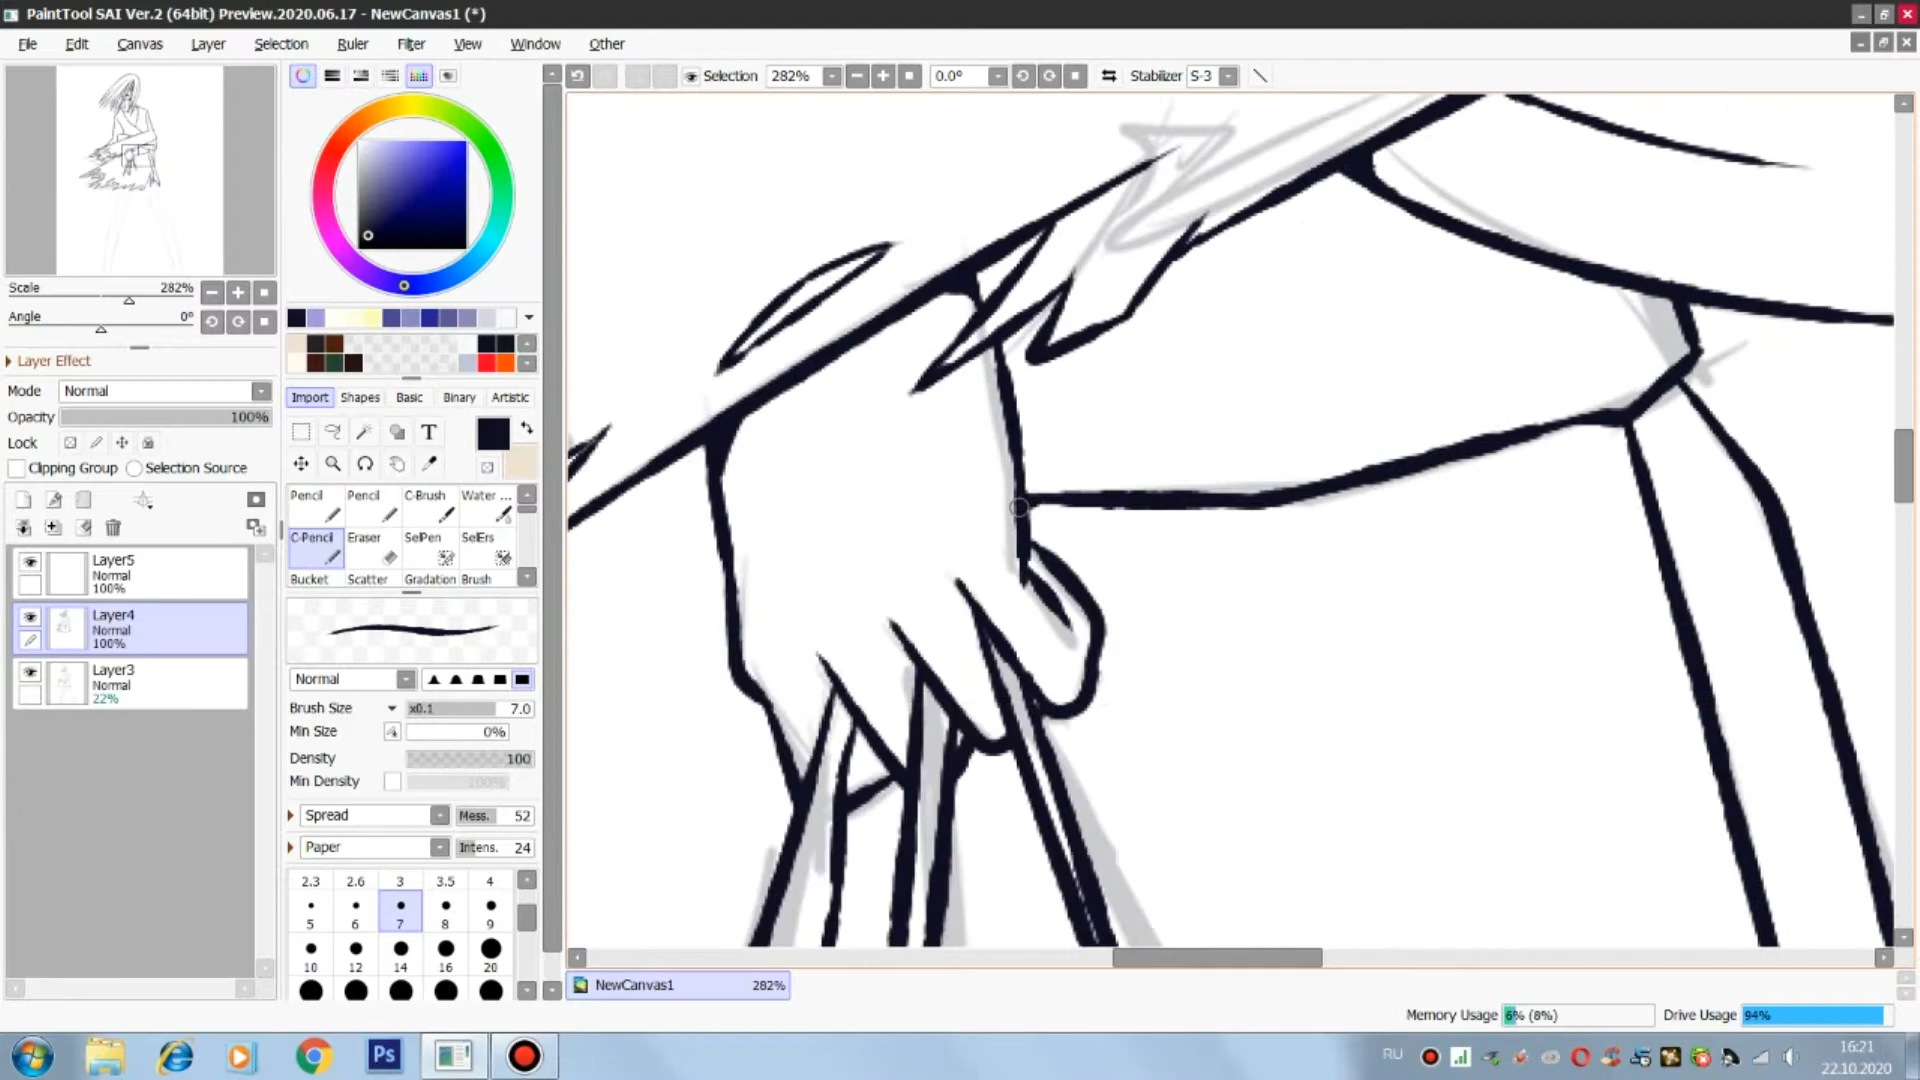 PaintTool SAI Ver.2 (64bit) Preview.2020.06.17 - NewCanvas1 (*)
File Edit Canvas Layer Selection Ruler Filter View Window Other
Selection 282% 0.0º Stabilizer S-3
Scale 282%
Angle 0º
Layer Effect
Mode Normal
Opacity 100%
Lock
Clipping Group Selection Source
Layer5
Normal
100%
Layer4
Normal
100%
Layer3
Normal
22%
Import Shapes Basic Binary Artistic
T
Pencil Pencil C-Brush Water ...
C-Pencil Eraser SelPen SelErs
Bucket Scatter Gradation Brush
Normal
Brush Size x0.1 7.0
Min Size 0%
Density 100
Min Density 100%
Spread Mess. 52
Paper Intens. 24
2.3 2.6 3 3.5 4
5 6 7 8 9
10 12 14 16 20
NewCanvas1 282%
Memory Usage 6% (8%) Drive Usage 94%
Ps
RU
16:21
22.10.2020